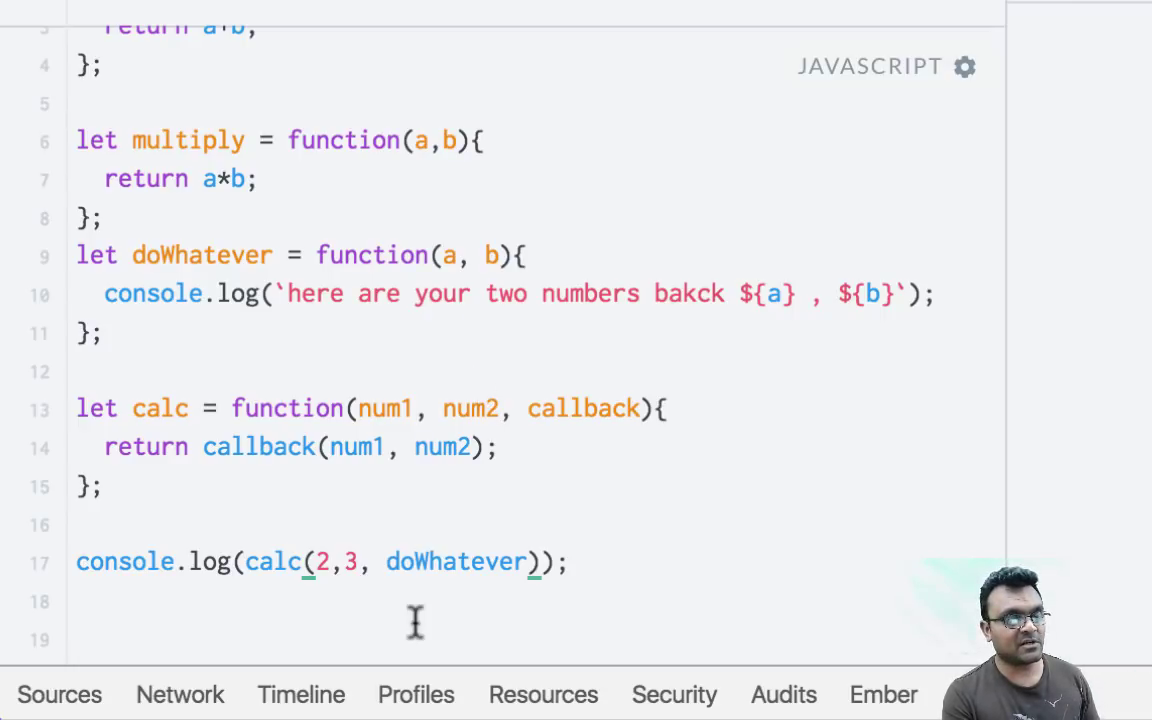 3 return a+b;
4 };
JAVASCRIPT
5
6 let multiply = function(a,b){
7 return a*b;
8 };
9 let doWhatever = function(a, b){
10 console.log(`here are your two numbers bakck ${a} , ${b}`);
11 };
12
13 let calc = function(num1, num2, callback){
14 return callback(num1, num2);
15 };
16
17 console.log(calc(2,3, doWhatever));
18
19
Sources Network Timeline Profiles Resources Security Audits Ember